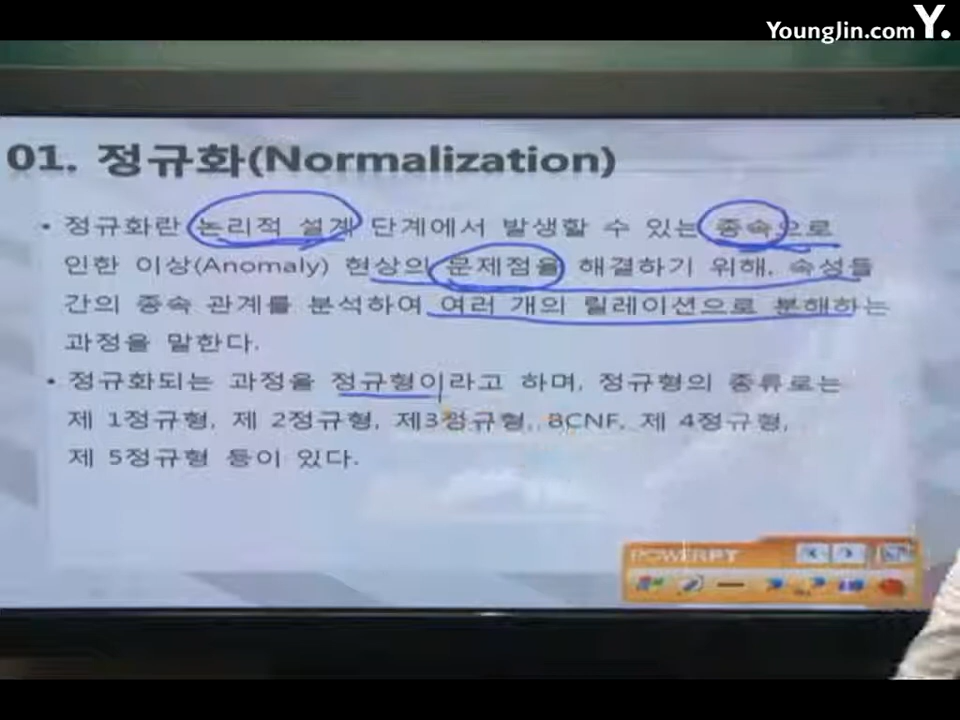 YoungJin.com Y.
01. 정규화(Normalization)
• 정규화란 논리적 설계 단계에서 발생할 수 있는 종속으로
인한 이상(Anomaly) 현상의 문제점을 해결하기 위해, 속성들
간의 종속 관계를 분석하여 여러 개의 릴레이션으로 분해하는
과정을 말한다.
• 정규화되는 과정을 정규형이라고 하며, 정규형의 종류로는
제 1정규형, 제 2정규형, 제3정규형, BCNF, 제 4정규형,
제 5정규형 등이 있다.
POWERPT